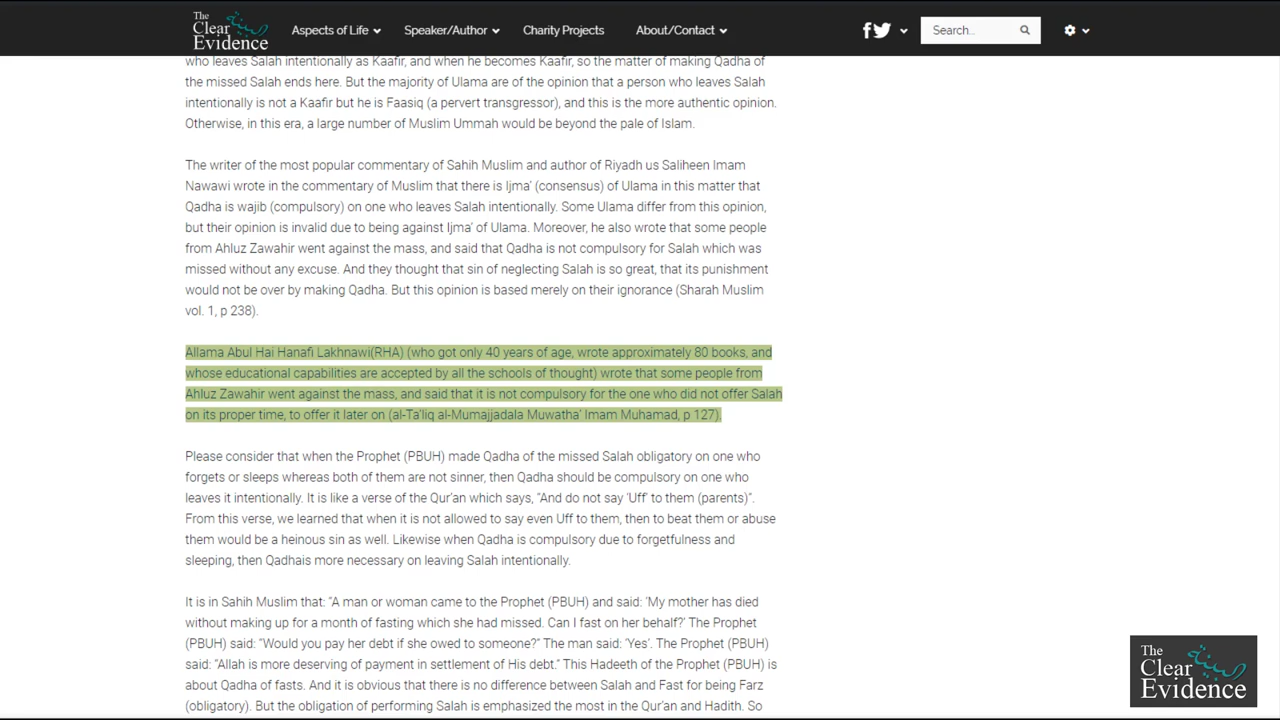 The Clear Evidence
Aspects of Life
Speaker/Author
Charity Projects
About/Contact
Search...
who leaves Salah intentionally as Kaafir, and when he becomes Kaafir, so the matter of making Qadha of
the missed Salah ends here. But the majority of Ulama are of the opinion that a person who leaves Salah
intentionally is not a Kaafir but he is Faasiq (a pervert transgressor), and this is the more authentic opinion.
Otherwise, in this era, a large number of Muslim Ummah would be beyond the pale of Islam.
The writer of the most popular commentary of Sahih Muslim and author of Riyadh us Saliheen Imam
Nawawi wrote in the commentary of Muslim that there is Ijma’ (consensus) of Ulama in this matter that
Qadha is wajib (compulsory) on one who leaves Salah intentionally. Some Ulama differ from this opinion,
but their opinion is invalid due to being against Ijma’ of Ulama. Moreover, he also wrote that some people
from Ahluz Zawahir went against the mass, and said that Qadha is not compulsory for Salah which was
missed without any excuse. And they thought that sin of neglecting Salah is so great, that its punishment
would not be over by making Qadha. But this opinion is based merely on their ignorance (Sharah Muslim
vol. 1, p 238).
Allama Abul Hai Hanafi Lakhnawi(RHA) (who got only 40 years of age, wrote approximately 80 books, and
whose educational capabilities are accepted by all the schools of thought) wrote that some people from
Ahluz Zawahir went against the mass, and said that it is not compulsory for the one who did not offer Salah
on its proper time, to offer it later on (al-Ta’liq al-Mumajjadala Muwatha’ Imam Muhamad, p 127).
Please consider that when the Prophet (PBUH) made Qadha of the missed Salah obligatory on one who
forgets or sleeps whereas both of them are not sinner, then Qadha should be compulsory on one who
leaves it intentionally. It is like a verse of the Qur’an which says, “And do not say ‘Uff’ to them (parents)”.
From this verse, we learned that when it is not allowed to say even Uff to them, then to beat them or abuse
them would be a heinous sin as well. Likewise when Qadha is compulsory due to forgetfulness and
sleeping, then Qadhais more necessary on leaving Salah intentionally.
It is in Sahih Muslim that: “A man or woman came to the Prophet (PBUH) and said: ‘My mother has died
without making up for a month of fasting which she had missed. Can I fast on her behalf?’ The Prophet
(PBUH) said: “Would you pay her debt if she owed to someone?” The man said: ‘Yes’. The Prophet (PBUH)
said: “Allah is more deserving of payment in settlement of His debt.” This Hadeeth of the Prophet (PBUH) is
about Qadha of fasts. And it is obvious that there is no difference between Salah and Fast for being Farz
(obligatory). But the obligation of performing Salah is emphasized the most in the Qur’an and Hadith. So
The
Clear
Evidence